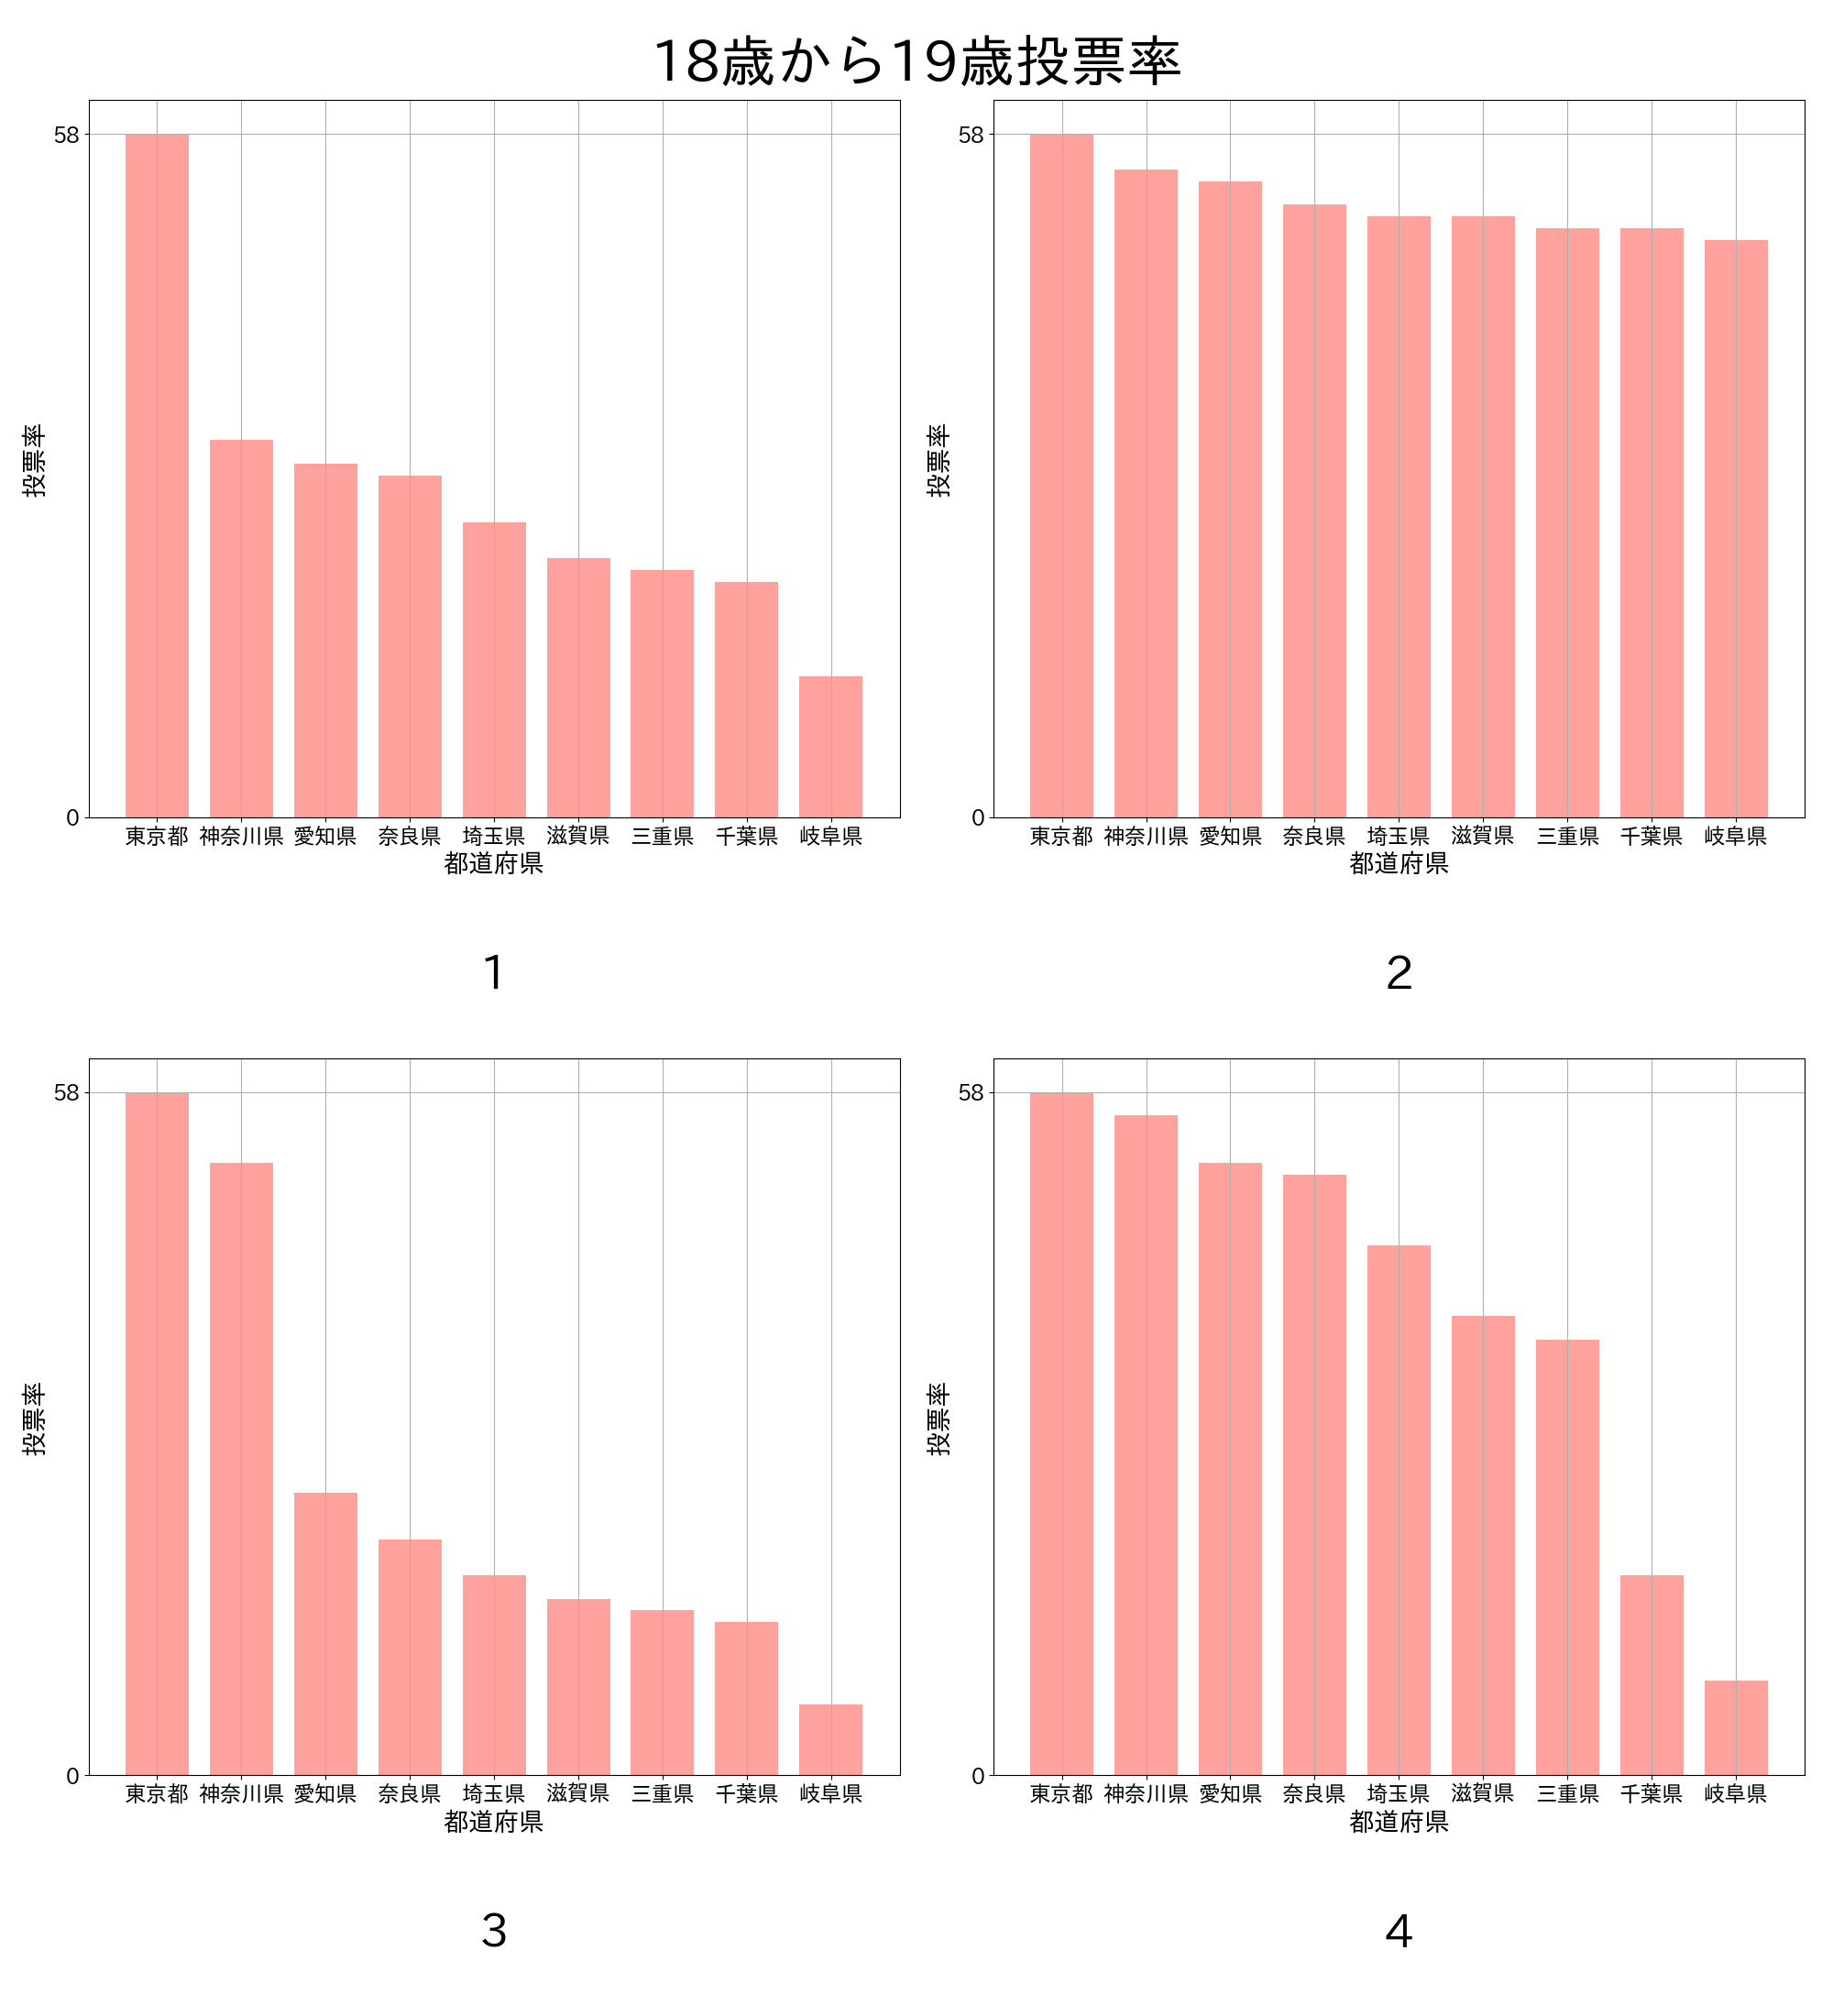 18歳から19歳投票率
58
0
投票率
東京都 神奈川県 愛知県 奈良県 埼玉県 滋賀県 三重県 千葉県 岐阜県
都道府県
1
58
0
投票率
東京都 神奈川県 愛知県 奈良県 埼玉県 滋賀県 三重県 千葉県 岐阜県
都道府県
2
58
0
投票率
東京都 神奈川県 愛知県 奈良県 埼玉県 滋賀県 三重県 千葉県 岐阜県
都道府県
3
58
0
投票率
東京都 神奈川県 愛知県 奈良県 埼玉県 滋賀県 三重県 千葉県 岐阜県
都道府県
4